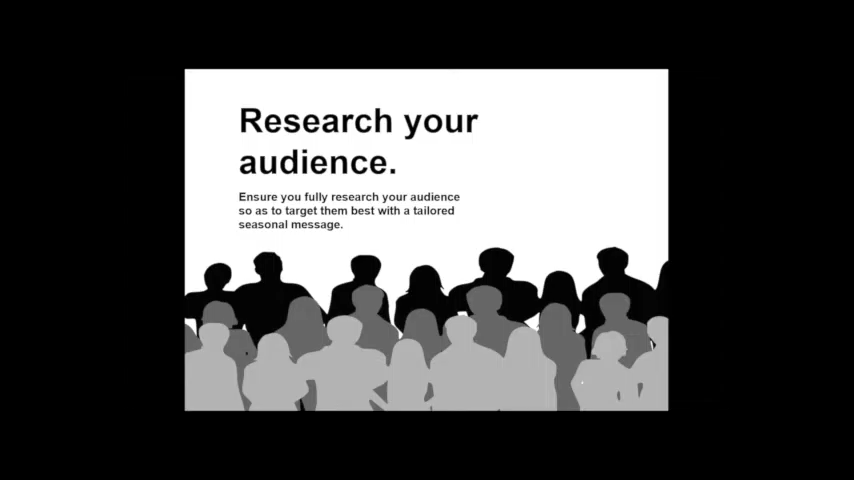 Research your
audience.
Ensure you fully research your audience
so as to target them best with a tailored
seasonal message.